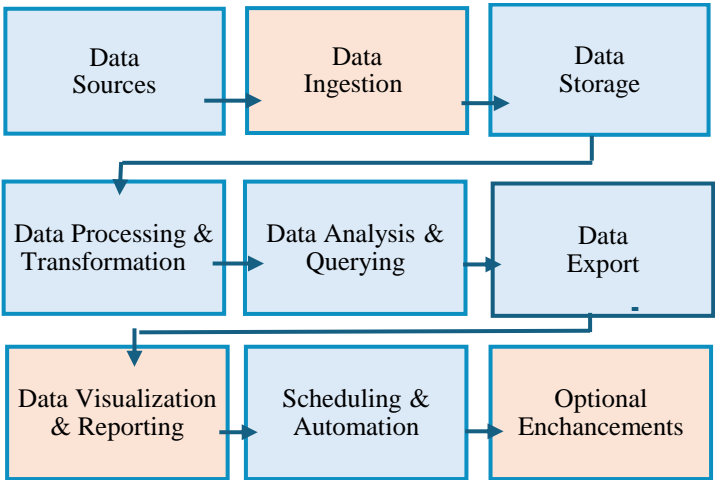 Data
Sources
Data
Ingestion
Data
Storage
Data Processing &
Transformation
Data Analysis &
Querying
Data
Export
Data Visualization
& Reporting
Scheduling &
Automation
Optional
Enchancements